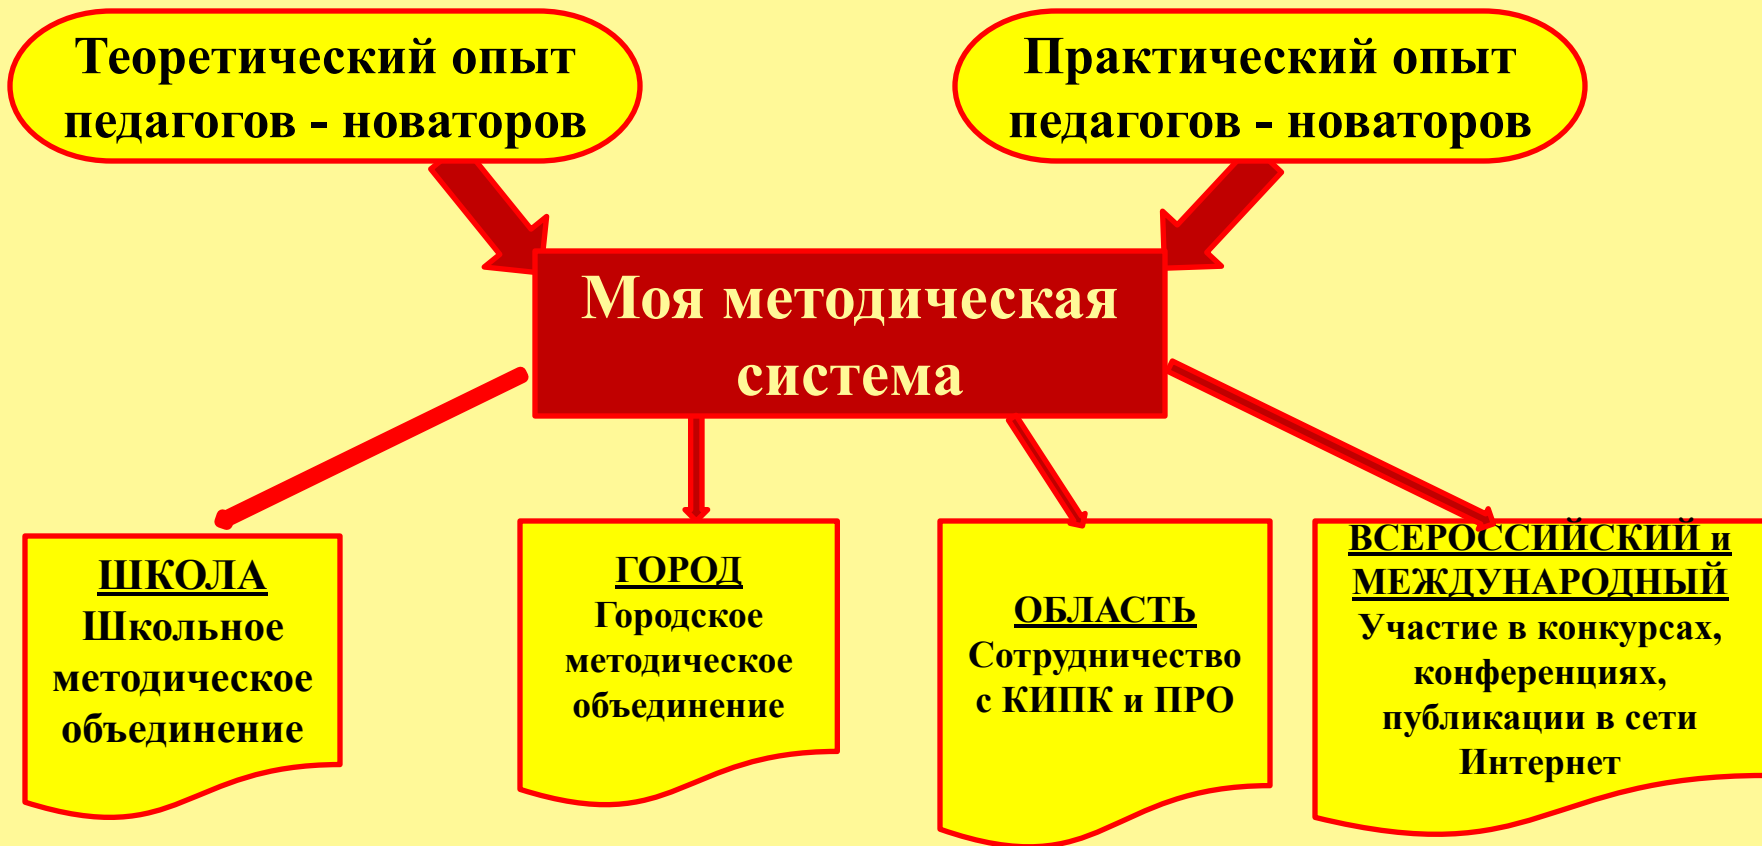 Теоретический опыт
педагогов - новаторов
Практический опыт
педагогов - новаторов
Моя методическая
система
ШКОЛА
Школьное
методическое
объединение
ГОРОД
Городское
методическое
объединение
ОБЛАСТЬ
Сотрудничество
с КИПК и ПРО
ВСЕРОССИЙСКИЙ и
МЕЖДУНАРОДНЫЙ
Участие в конкурсах,
конференциях,
публикации в сети
Интернет